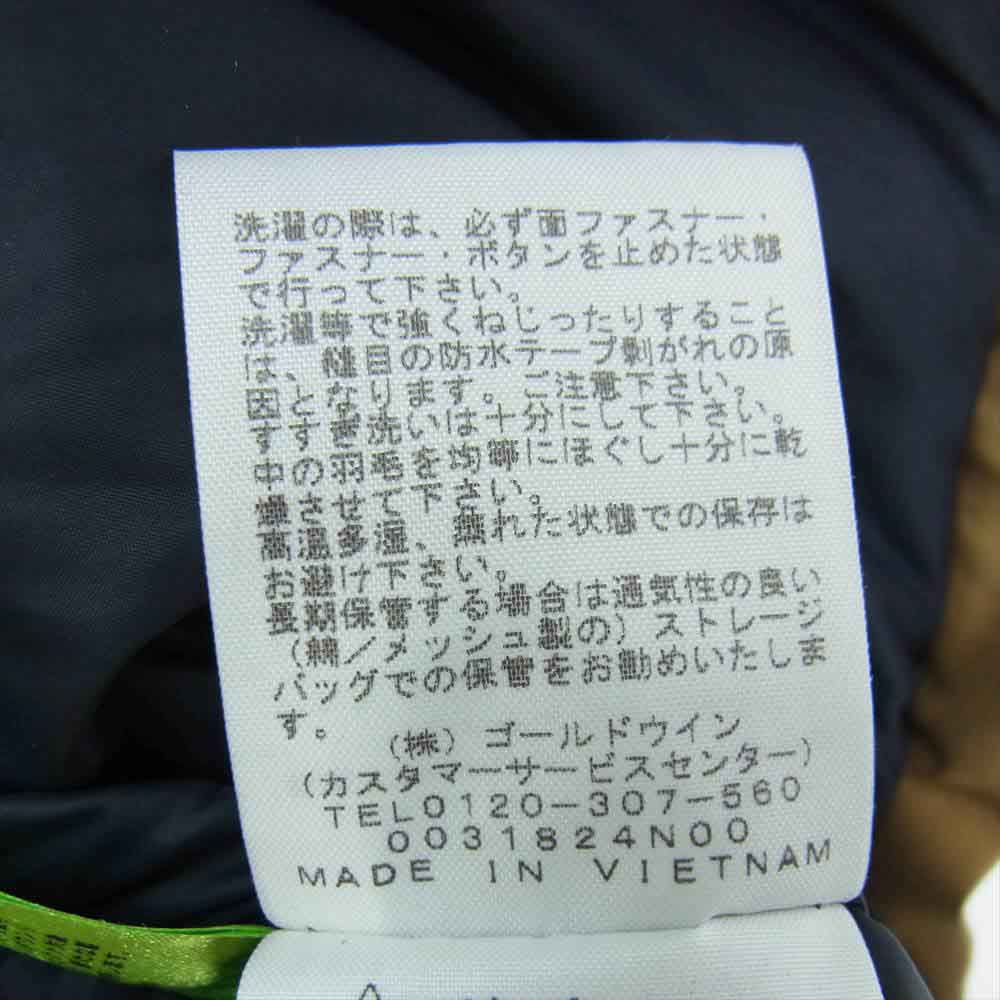 洗濯の際は、必ず面ファスナー・
ファスナー・ボタンを止めた状態
で行って下さい。
洗濯等で強くねじったりすること
は、縫目の防水テープ剥がれの原
因となります。ご注意下さい。
すすぎ洗いは十分にして下さい。
中の羽毛を均等にほぐし十分に乾
燥させて下さい。
高温多湿、蒸れた状態での保存は
お避け下さい。
長期保管する場合は通気性の良い
(綿/メッシュ製の)ストレージ
バッグでの保管をお勧めいたしま
す。
(株)ゴールドウイン
(カスタマーサービスセンター)
TEL0120-307-560
0031824N00
MADE IN VIETNAM